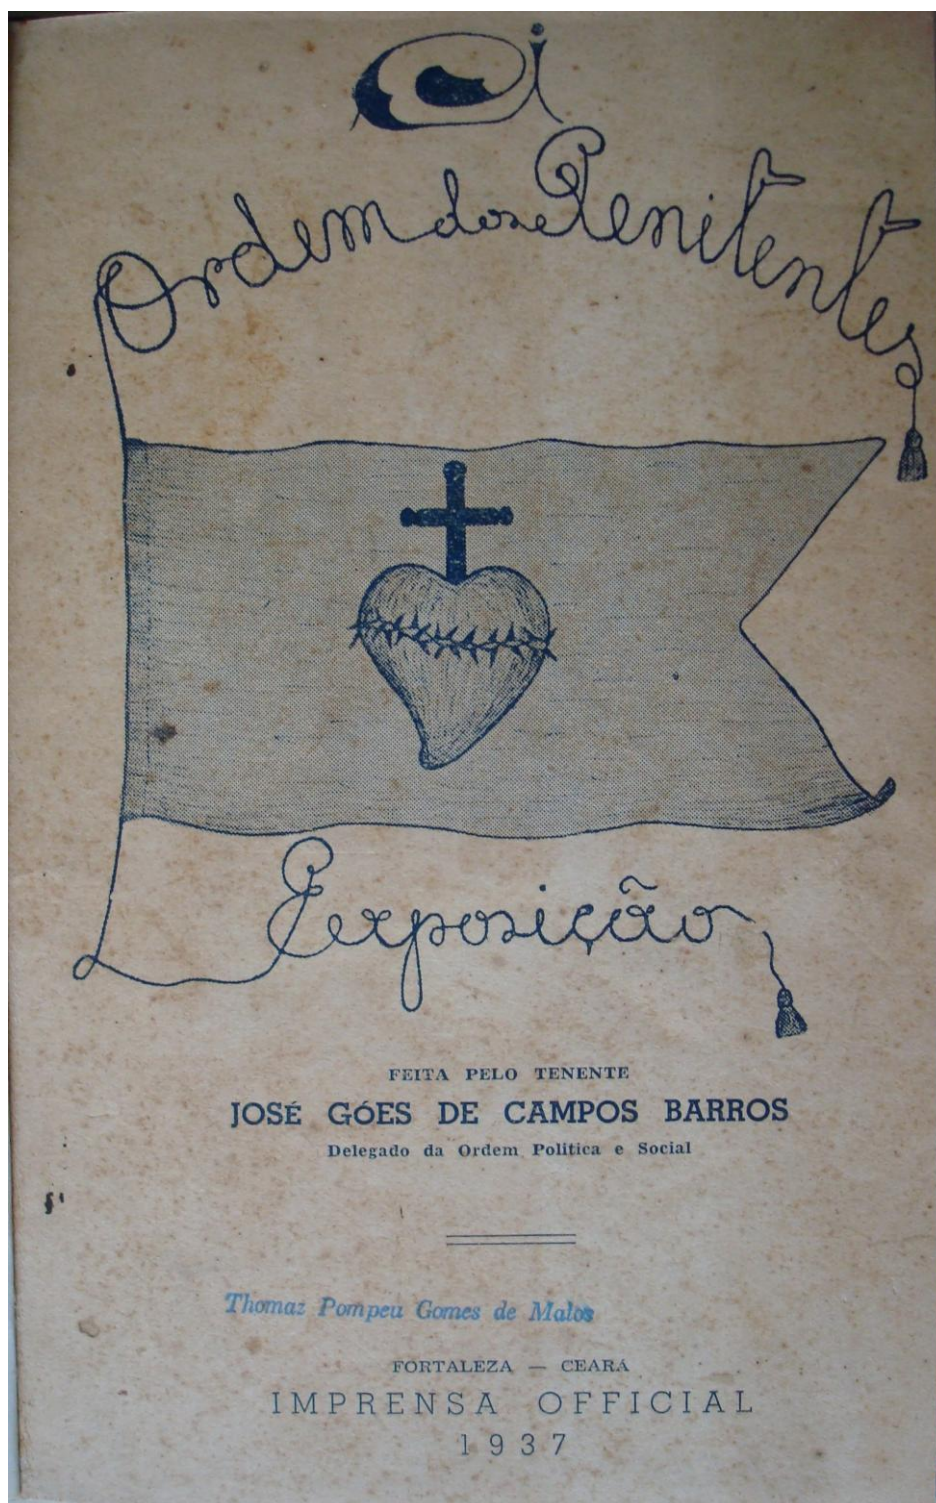 A
Ordem dos Penitentes
Exposição
FEITA PELO TENENTE
JOSÉ GÓES DE CAMPOS BARROS
Delegado da Ordem Politica e Social
Thomaz Pompeu Gomes de Matos
FORTALEZA — CEARÁ
IMPRENSA OFFICIAL
1937